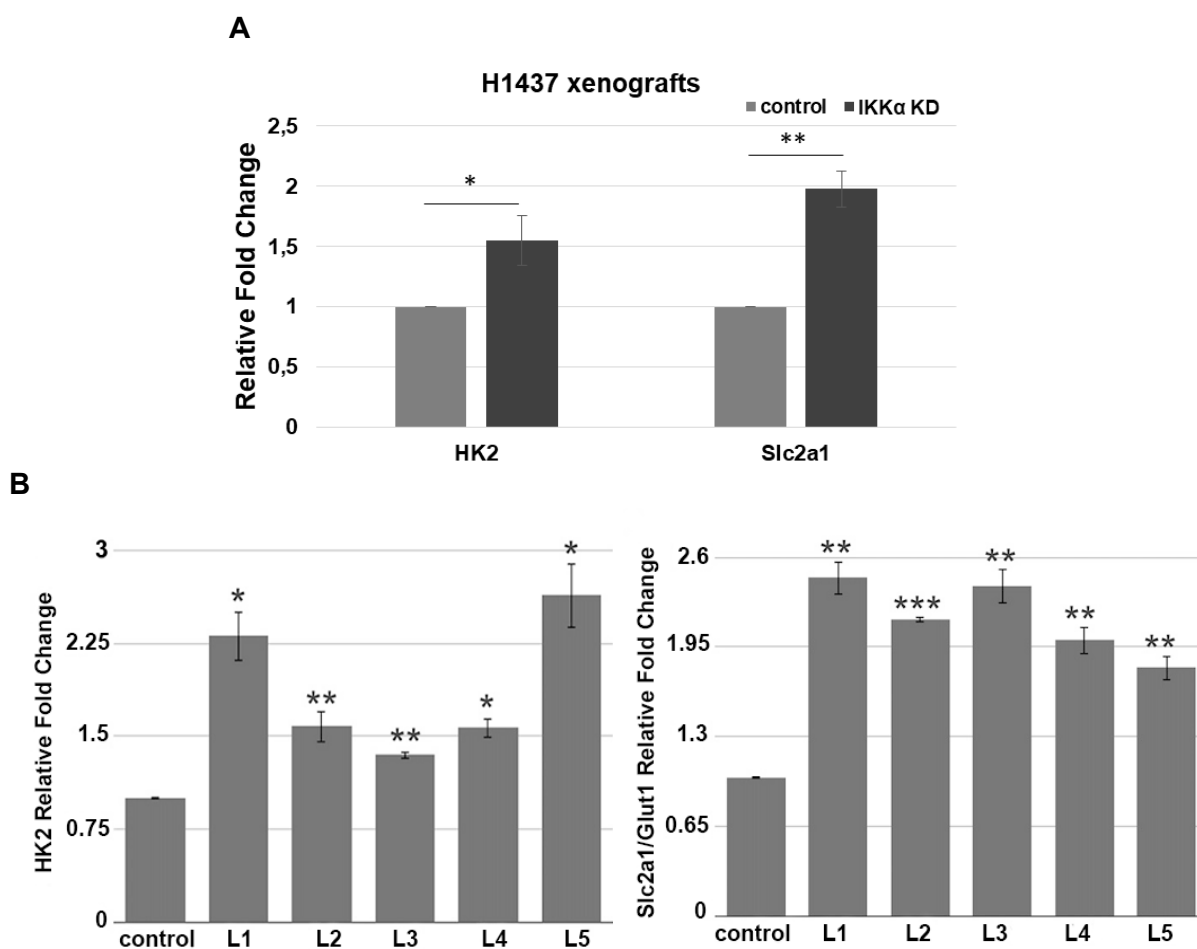 A
H1437 xenografts
control IKKα KD
Relative Fold Change
2,5
2
1,5
1
0,5
0
*
**
HK2 Slc2a1
B
HK2 Relative Fold Change
3
2.25
1.5
0.75
0
*
**
**
*
*
control L1 L2 L3 L4 L5
Slc2a1/Glut1 Relative Fold Change
2.6
1.95
1.3
0.65
0
**
***
**
**
**
control L1 L2 L3 L4 L5